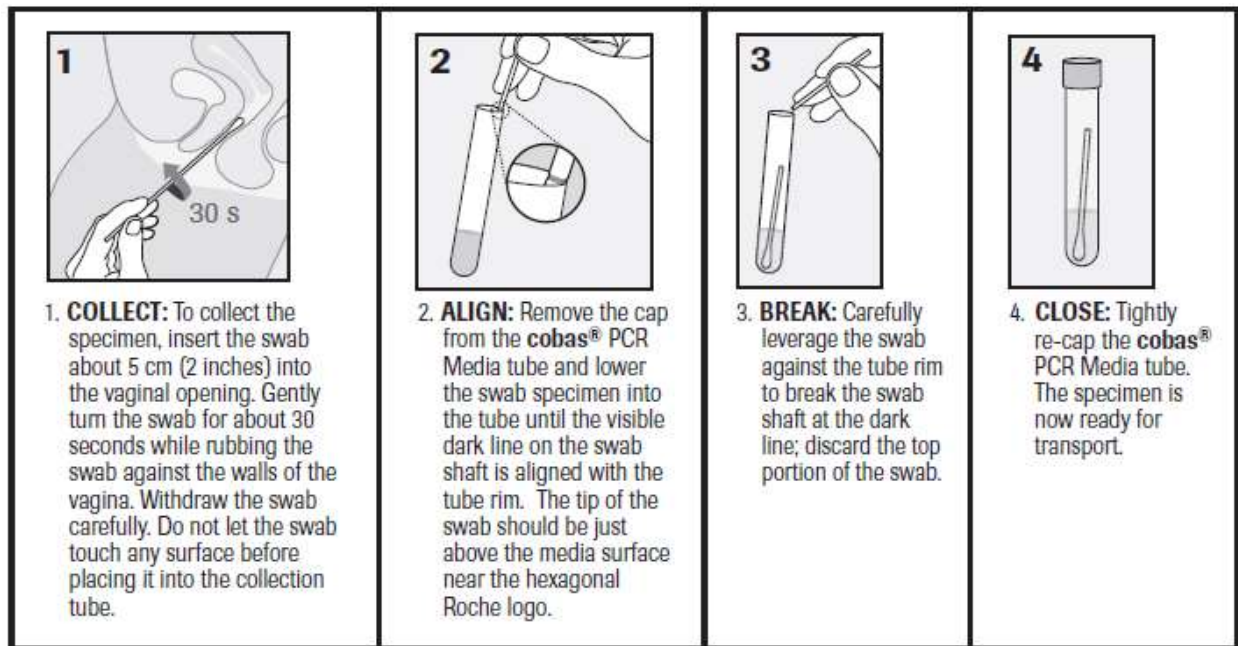 1
30 s
1. COLLECT: To collect the
specimen, insert the swab
about 5 cm (2 inches) into
the vaginal opening. Gently
turn the swab for about 30
seconds while rubbing the
swab against the walls of the
vagina. Withdraw the swab
carefully. Do not let the swab
touch any surface before
placing it into the collection
tube.
2
2. ALIGN: Remove the cap
from the cobas® PCR
Media tube and lower
the swab specimen into
the tube until the visible
dark line on the swab
shaft is aligned with the
tube rim. The tip of the
swab should be just
above the media surface
near the hexagonal
Roche logo.
3
3. BREAK: Carefully
leverage the swab
against the tube rim
to break the swab
shaft at the dark
line; discard the top
portion of the swab.
4
4. CLOSE: Tightly
re-cap the cobas®
PCR Media tube.
The specimen is
now ready for
transport.